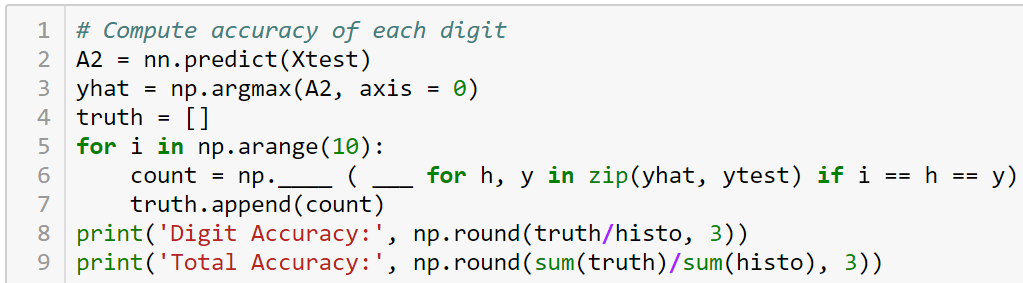 1 # Compute accuracy of each digit
2 A2 = nn.predict(Xtest)
3 yhat = np.argmax(A2, axis = 0)
4 truth = []
5 for i in np.arange(10):
6     count = np.____ ( ___ for h, y in zip(yhat, ytest) if i == h == y)
7     truth.append(count)
8 print('Digit Accuracy:', np.round(truth/histo, 3))
9 print('Total Accuracy:', np.round(sum(truth)/sum(histo), 3))